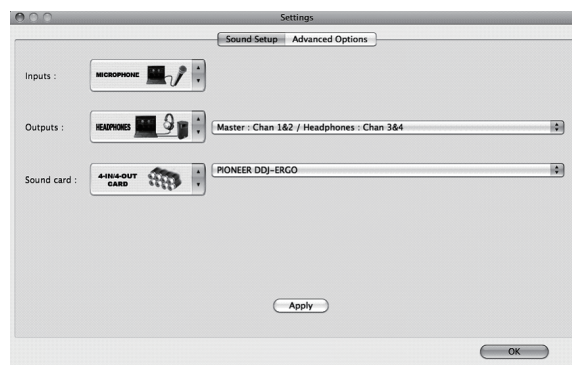 Settings
Sound Setup Advanced Options
Inputs :
MICROPHONE
Outputs :
HEADPHONES
Master : Chan 1&2 / Headphones : Chan 3&4
Sound card :
4-IN/4-OUT
CARD
PIONEER DDJ-ERGO
Apply
OK